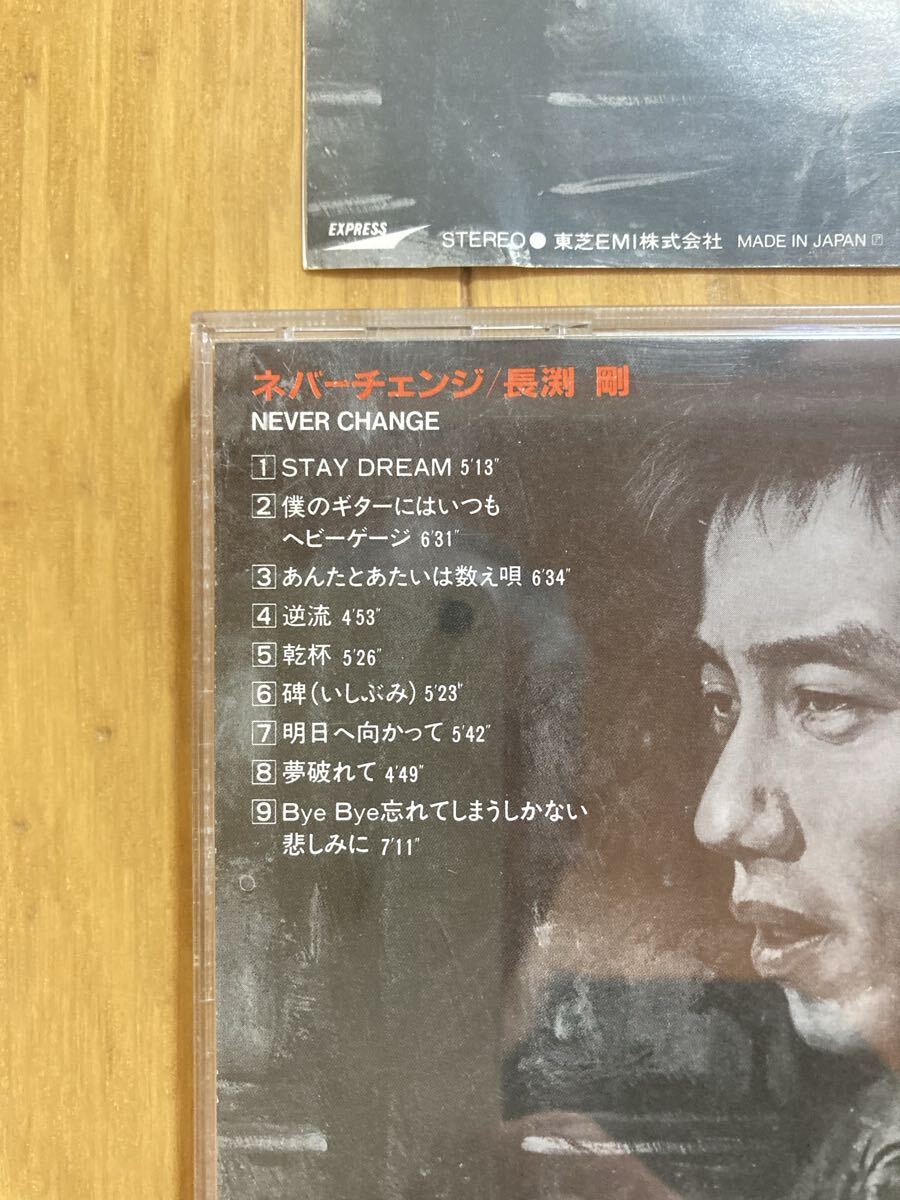 EXPRESS
STEREO● 東芝EMI株式会社 MADE IN JAPAN Ⓟ
ネバーチェンジ/長渕 剛
NEVER CHANGE
1 STAY DREAM 5'13"
2 僕のギターにはいつも
ヘビーゲージ 6'31"
3 あんたとあたいは数え唄 6'34"
4 逆流 4'53"
5 乾杯 5'26"
6 碑(いしぶみ) 5'23"
7 明日へ向かって 5'42"
8 夢破れて 4'49"
9 Bye Bye忘れてしまうしかない
悲しみに 7'11"